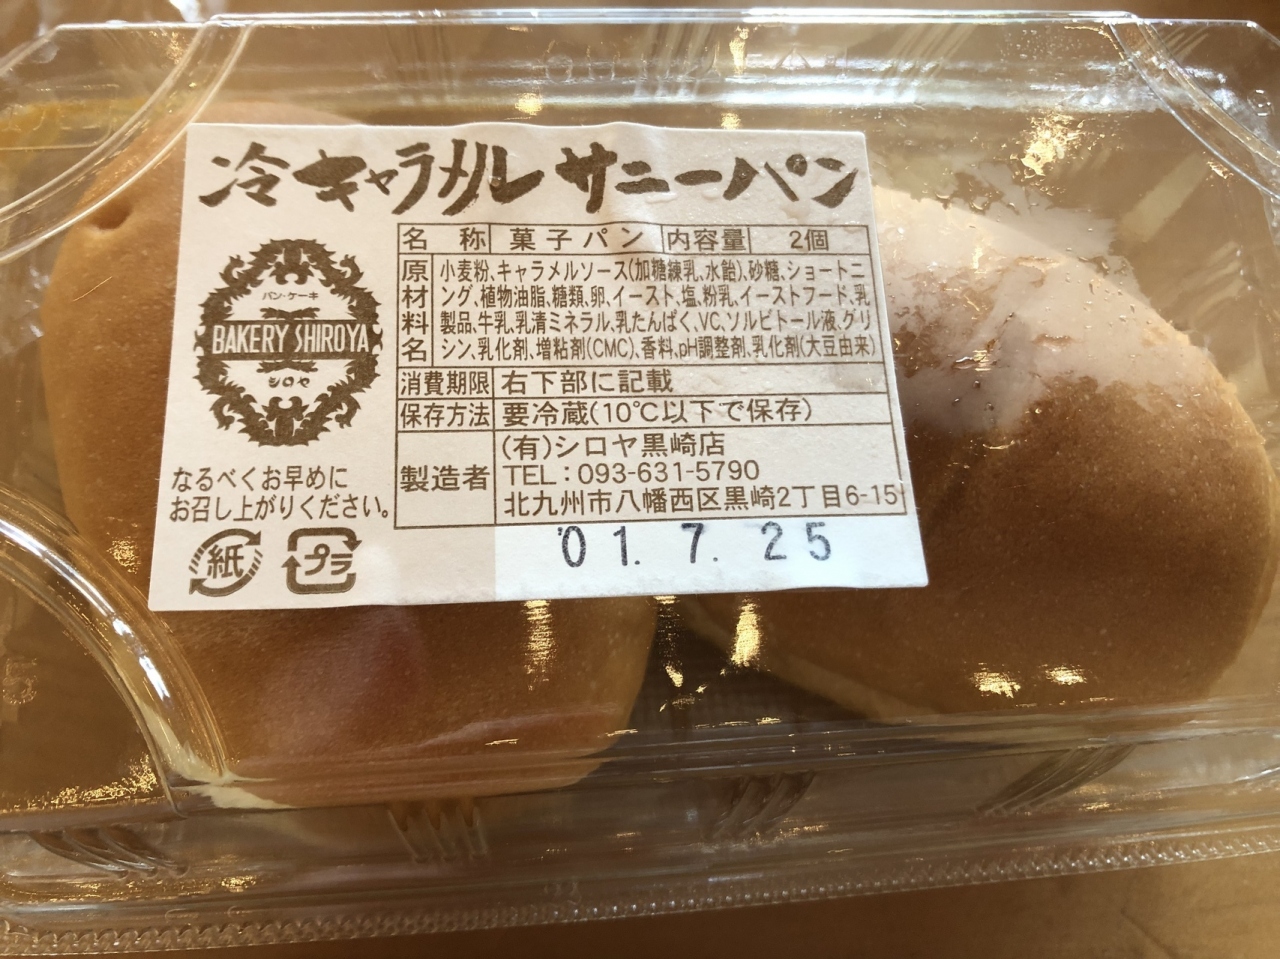 冷キャラメルサニーパン
名称 菓子パン 内容量 2個
原材料名 小麦粉、キャラメルソース(加糖練乳、水飴)、砂糖、ショートニ
ング、植物油脂、糖類、卵、イースト、塩、粉乳、イーストフード、乳
製品、牛乳、乳清ミネラル、乳たんぱく、VC、ソルビトール液、グリ
シン、乳化剤、増粘剤(CMC)、香料、pH調整剤、乳化剤(大豆由来)
消費期限 右下部に記載
保存方法 要冷蔵(10℃以下で保存)
製造者 (有)シロヤ黒崎店
TEL:093-631-5790
北九州市八幡西区黒崎2丁目6-15
パン・ケーキ
BAKERY SHIROYA
シロヤ
なるべくお早めに
お召し上がりください。
紙 プラ
'01.7.25